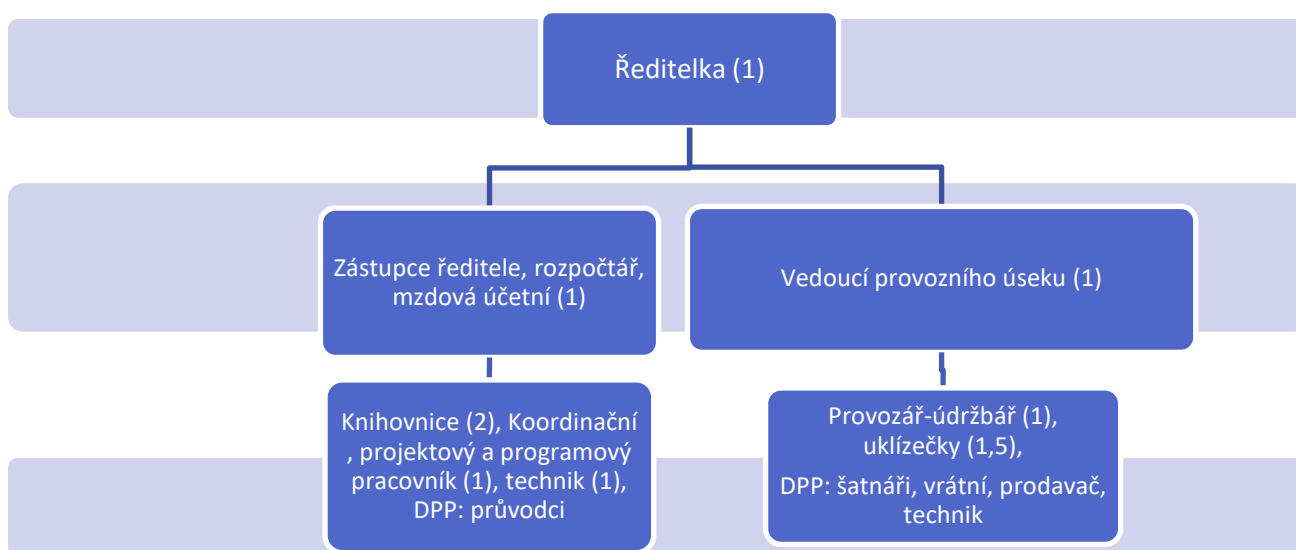 Ředitelka (1)
Zástupce ředitele, rozpočtář,
mzdová účetní (1)
Vedoucí provozního úseku (1)
Knihovnice (2), Koordinační
, projektový a programový
pracovník (1), technik (1),
DPP: průvodci
Provozář-údržbář (1),
uklízečky (1,5),
DPP: šatnáři, vrátní, prodavač,
technik